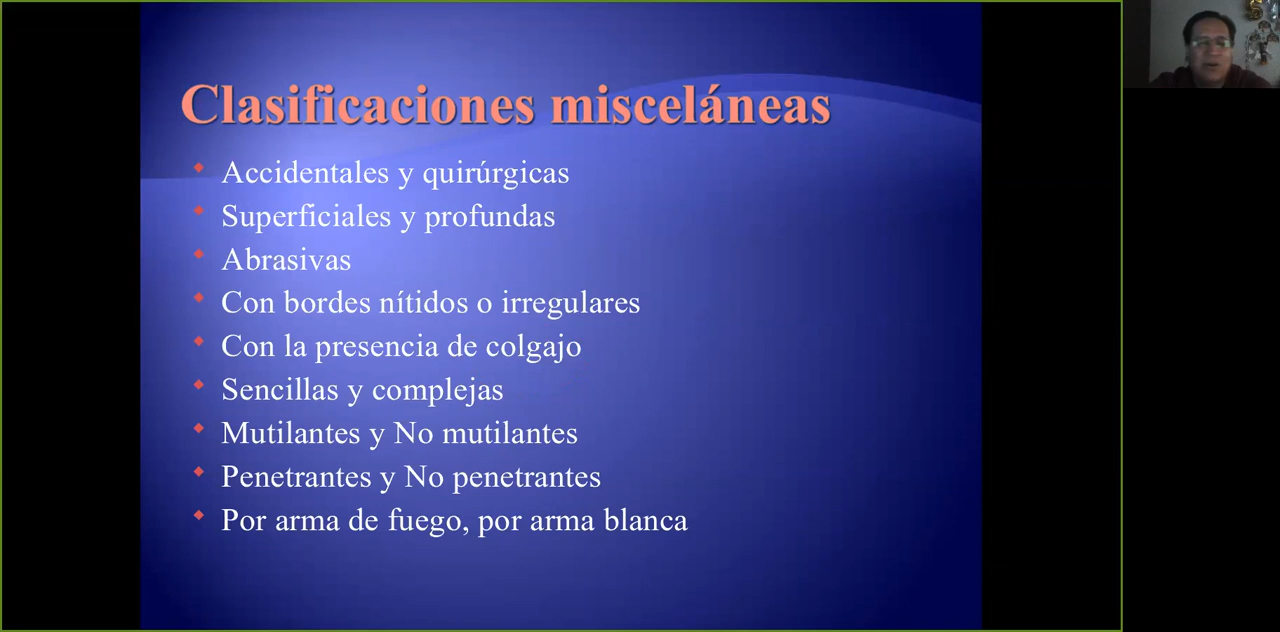 Clasificaciones misceláneas
Accidentales y quirúrgicas
Superficiales y profundas
Abrasivas
Con bordes nítidos o irregulares
Con la presencia de colgajo
Sencillas y complejas
Mutilantes y No mutilantes
Penetrantes y No penetrantes
Por arma de fuego, por arma blanca